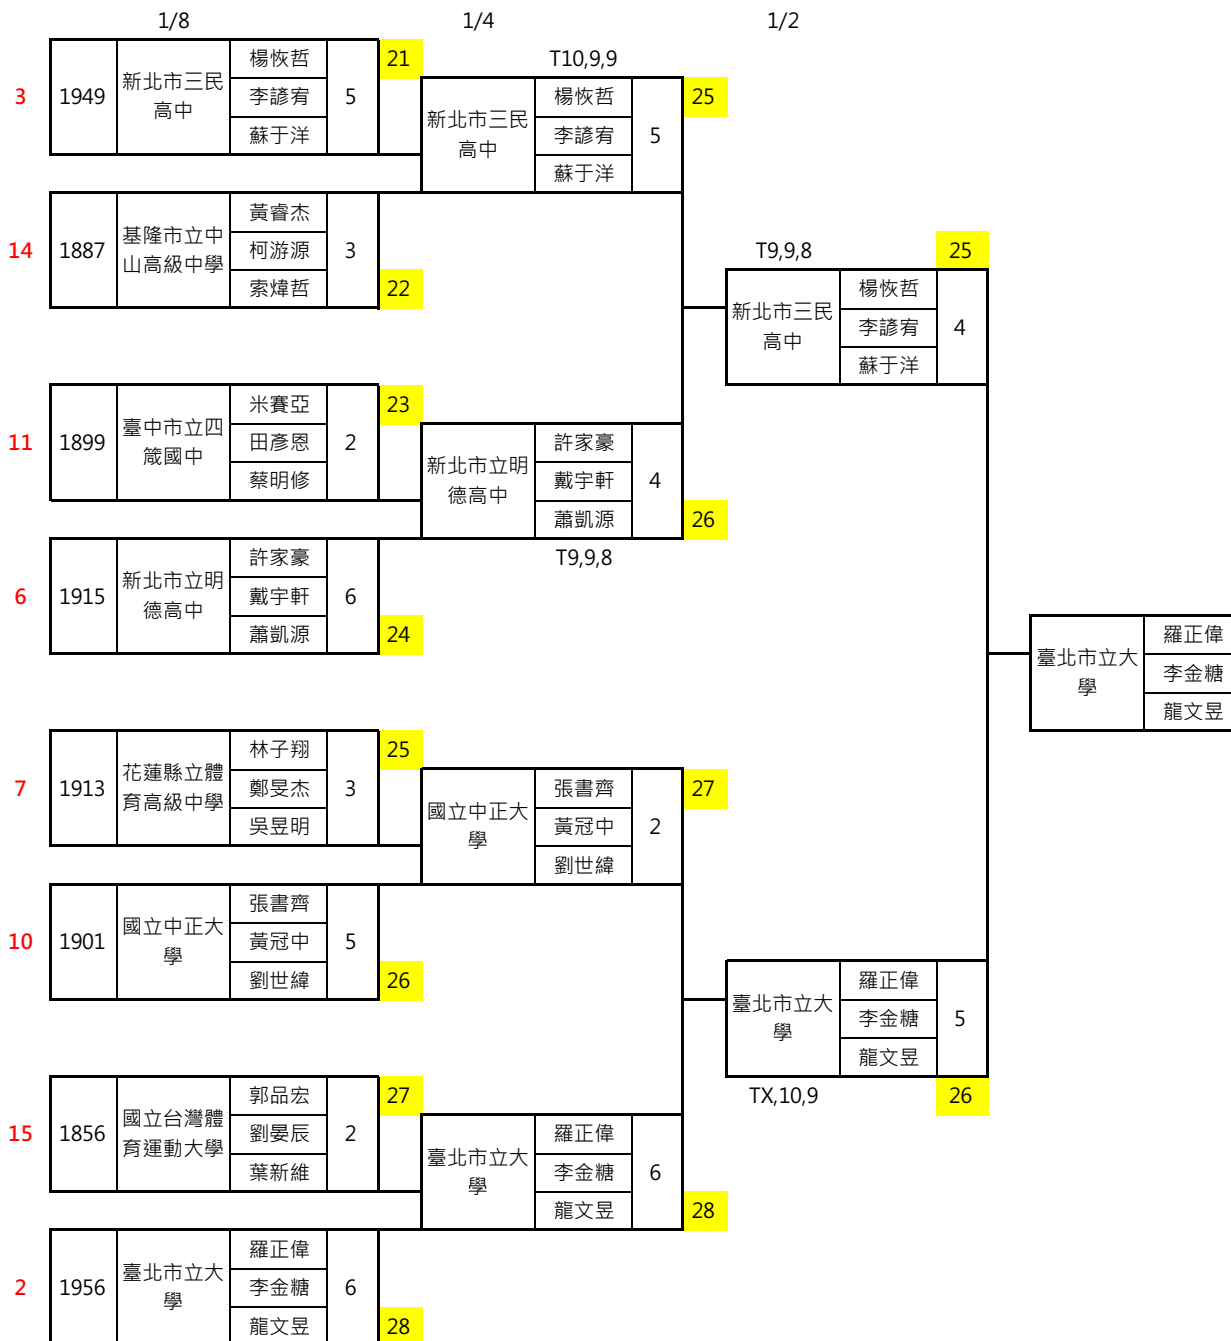 1/8 1/4 1/2
楊恢哲 21 T10,9,9
3 1949 新北市三民高中 李諺宥 5 楊恢哲 25
蘇于洋 新北市三民高中 李諺宥 5
蘇于洋
黃睿杰
14 1887 基隆市立中山高級中學 柯游源 3 T9,9,8 25
索煒哲 22 楊恢哲
新北市三民高中 李諺宥 4
蘇于洋
米賽亞 23
11 1899 臺中市立四箴國中 田彥恩 2 許家豪
蔡明修 新北市立明德高中 戴宇軒 4
蕭凱源 26
許家豪 T9,9,8
6 1915 新北市立明德高中 戴宇軒 6
蕭凱源 24 羅正偉
臺北市立大學 李金糖
龍文昱
林子翔 25
7 1913 花蓮縣立體育高級中學 鄭旻杰 3 張書齊 27
吳昱明 國立中正大學 黃冠中 2
劉世緯
張書齊
10 1901 國立中正大學 黃冠中 5
劉世緯 26 羅正偉
臺北市立大學 李金糖 5
龍文昱
郭品宏 27 TX,10,9 26
15 1856 國立台灣體育運動大學 劉晏辰 2 羅正偉
葉新維 臺北市立大學 李金糖 6
龍文昱 28
羅正偉
2 1956 臺北市立大學 李金糖 6
龍文昱 28